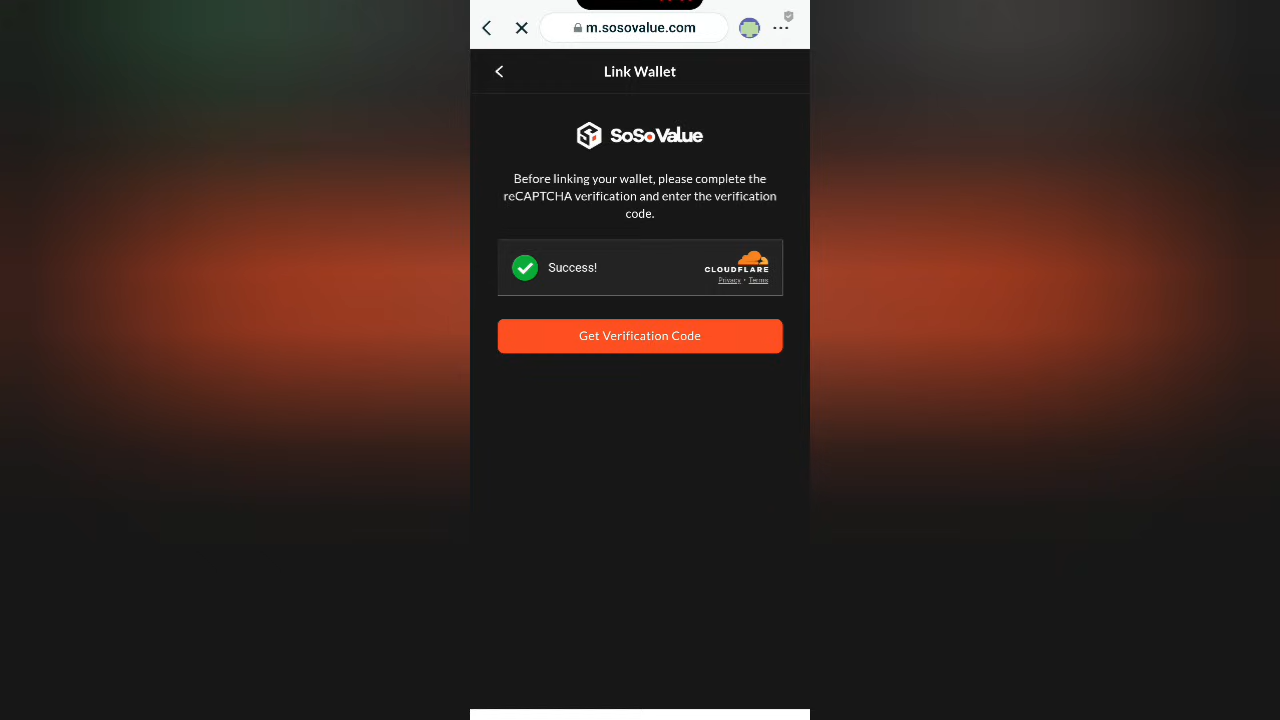 m.sosovalue.com
Link Wallet
SoSoValue
Before linking your wallet, please complete the
reCAPTCHA verification and enter the verification
code.
Success!
CLOUDFLARE
Privacy • Terms
Get Verification Code